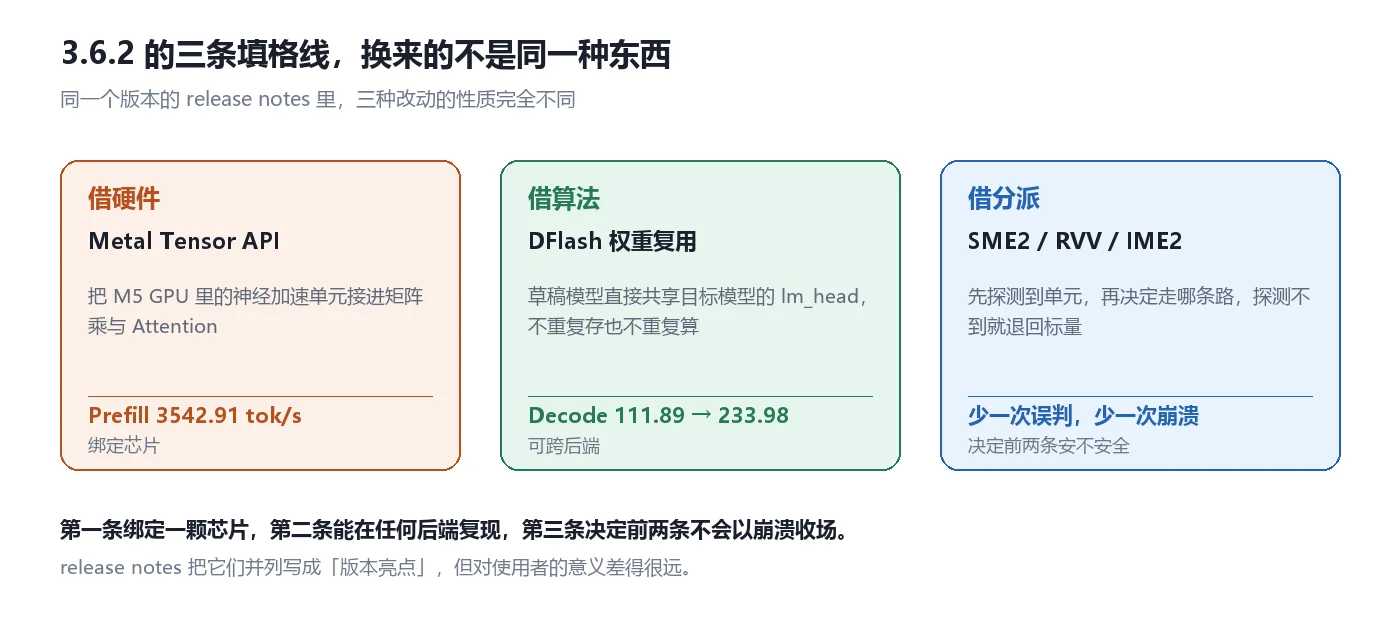 3.6.2 的三条填格线，换来的不是同一种东西
同一个版本的 release notes 里，三种改动的性质完全不同
借硬件
Metal Tensor API
把 M5 GPU 里的神经加速单元接进矩阵
乘与 Attention
Prefill 3542.91 tok/s
绑定芯片
借算法
DFlash 权重复用
草稿模型直接共享目标模型的 lm_head，
不重复存也不重复算
Decode 111.89 → 233.98
可跨后端
借分派
SME2 / RVV / IME2
先探测到单元，再决定走哪条路，探测不
到就退回标量
少一次误判，少一次崩溃
决定前两条安不安全
第一条绑定一颗芯片，第二条能在任何后端复现，第三条决定前两条不会以崩溃收场。
release notes 把它们并列写成「版本亮点」，但对使用者的意义差得很远。